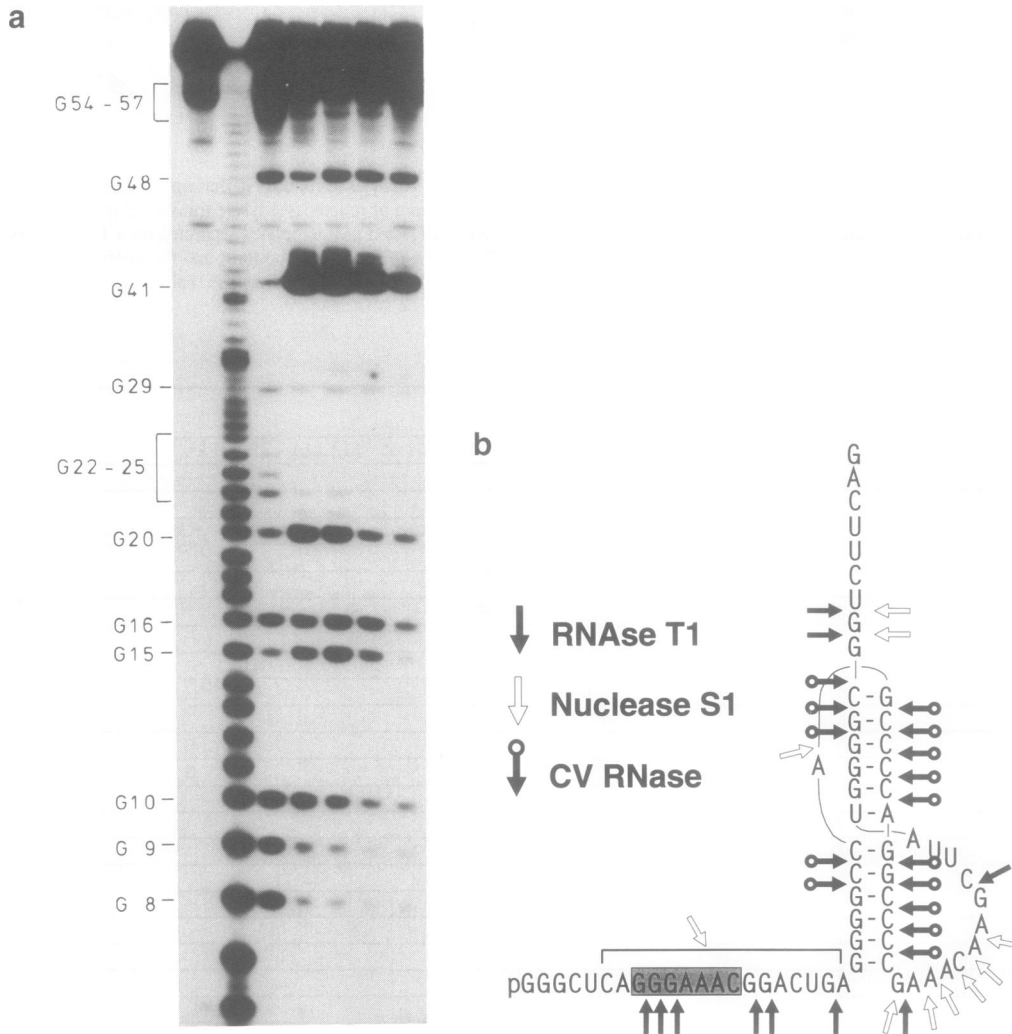 a
G54 - 57
G48
G41
G29
G22 - 25
G20
G16
G15
G10
G 9
G 8
b
RNAse T1
Nuclease S1
CV RNase
G
A
C
U
U
C
U
G
G
C - G
G - C
G - C
G - C
G - C
U - A
A
A
U
U
C
G
A
A
C
A
A
A
G
C - G
C - G
G - C
G - C
G - C
G - C
pGGGCUCAGGGAAACGGACUGA